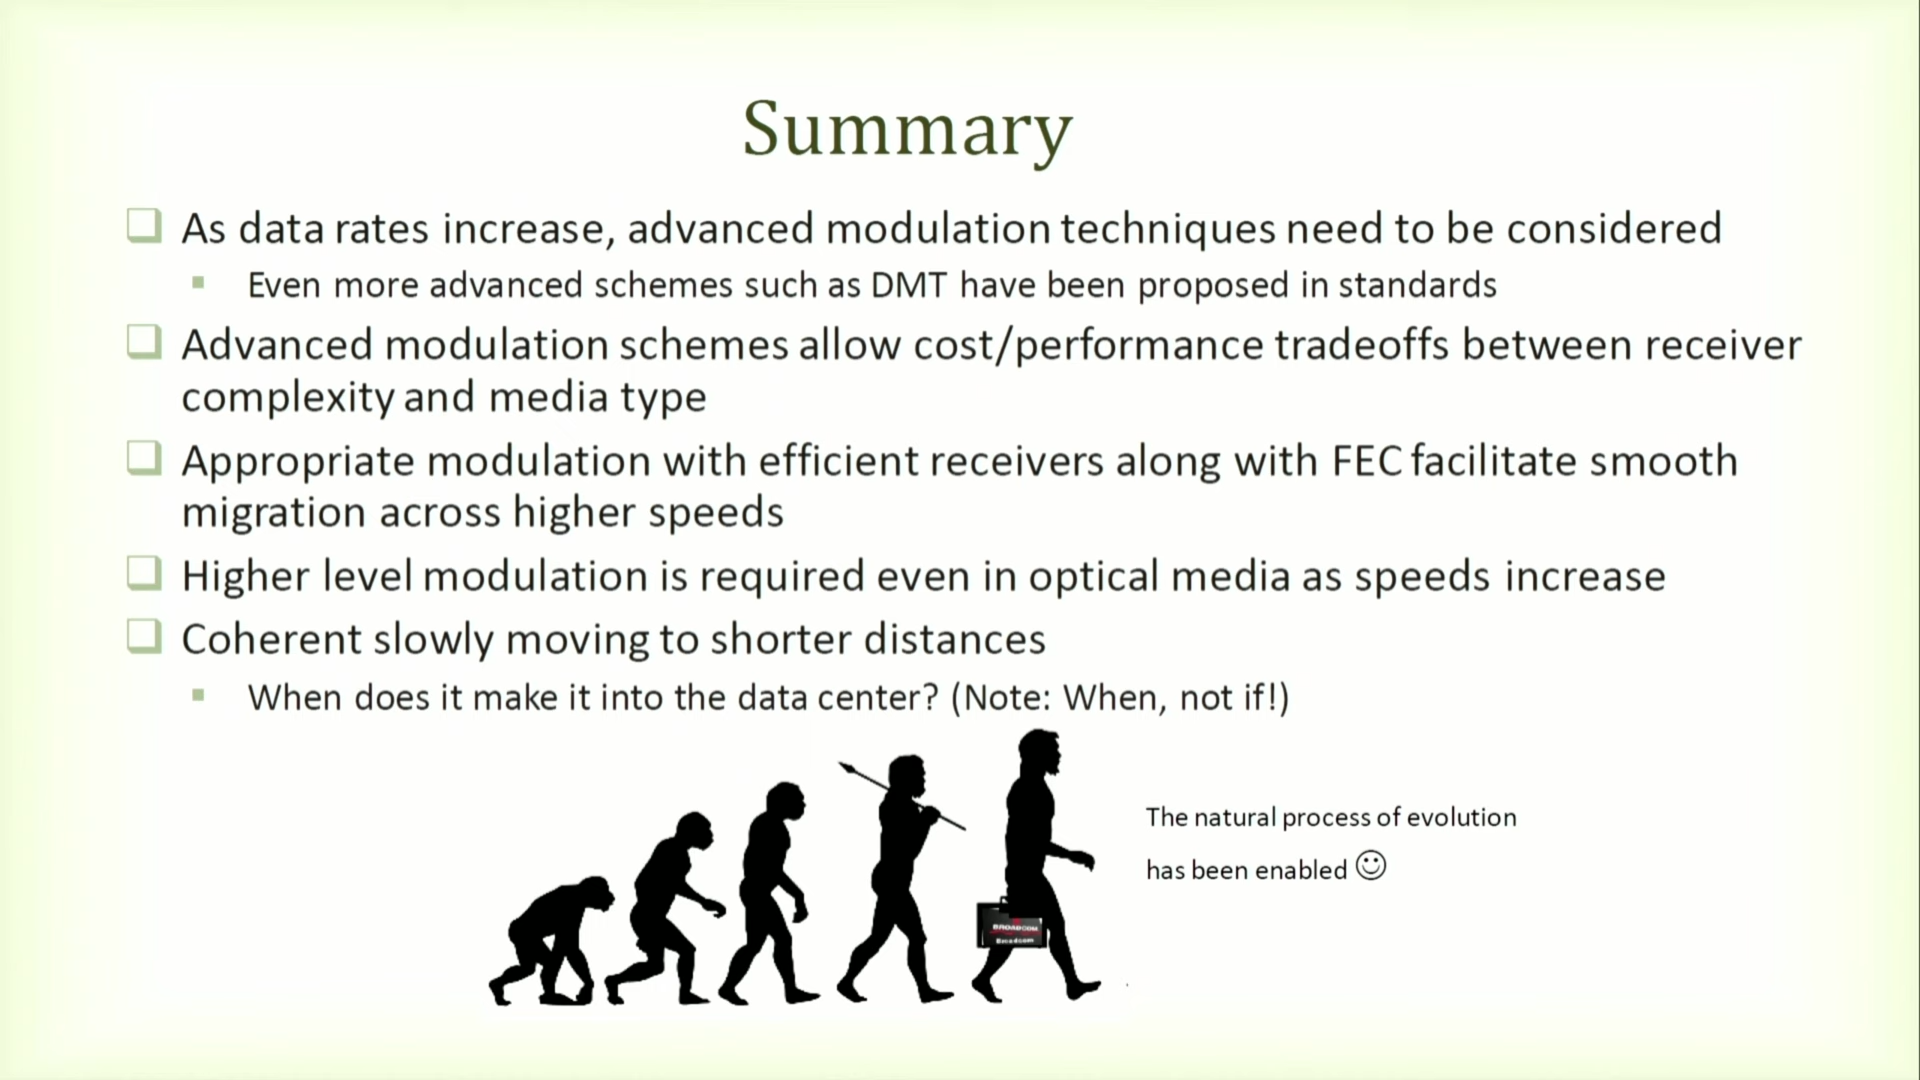 Summary
As data rates increase, advanced modulation techniques need to be considered
Even more advanced schemes such as DMT have been proposed in standards
Advanced modulation schemes allow cost/performance tradeoffs between receiver
complexity and media type
Appropriate modulation with efficient receivers along with FEC facilitate smooth
migration across higher speeds
Higher level modulation is required even in optical media as speeds increase
Coherent slowly moving to shorter distances
When does it make it into the data center? (Note: When, not if!)
The natural process of evolution
has been enabled ☺
BROADCOM
Broadcom